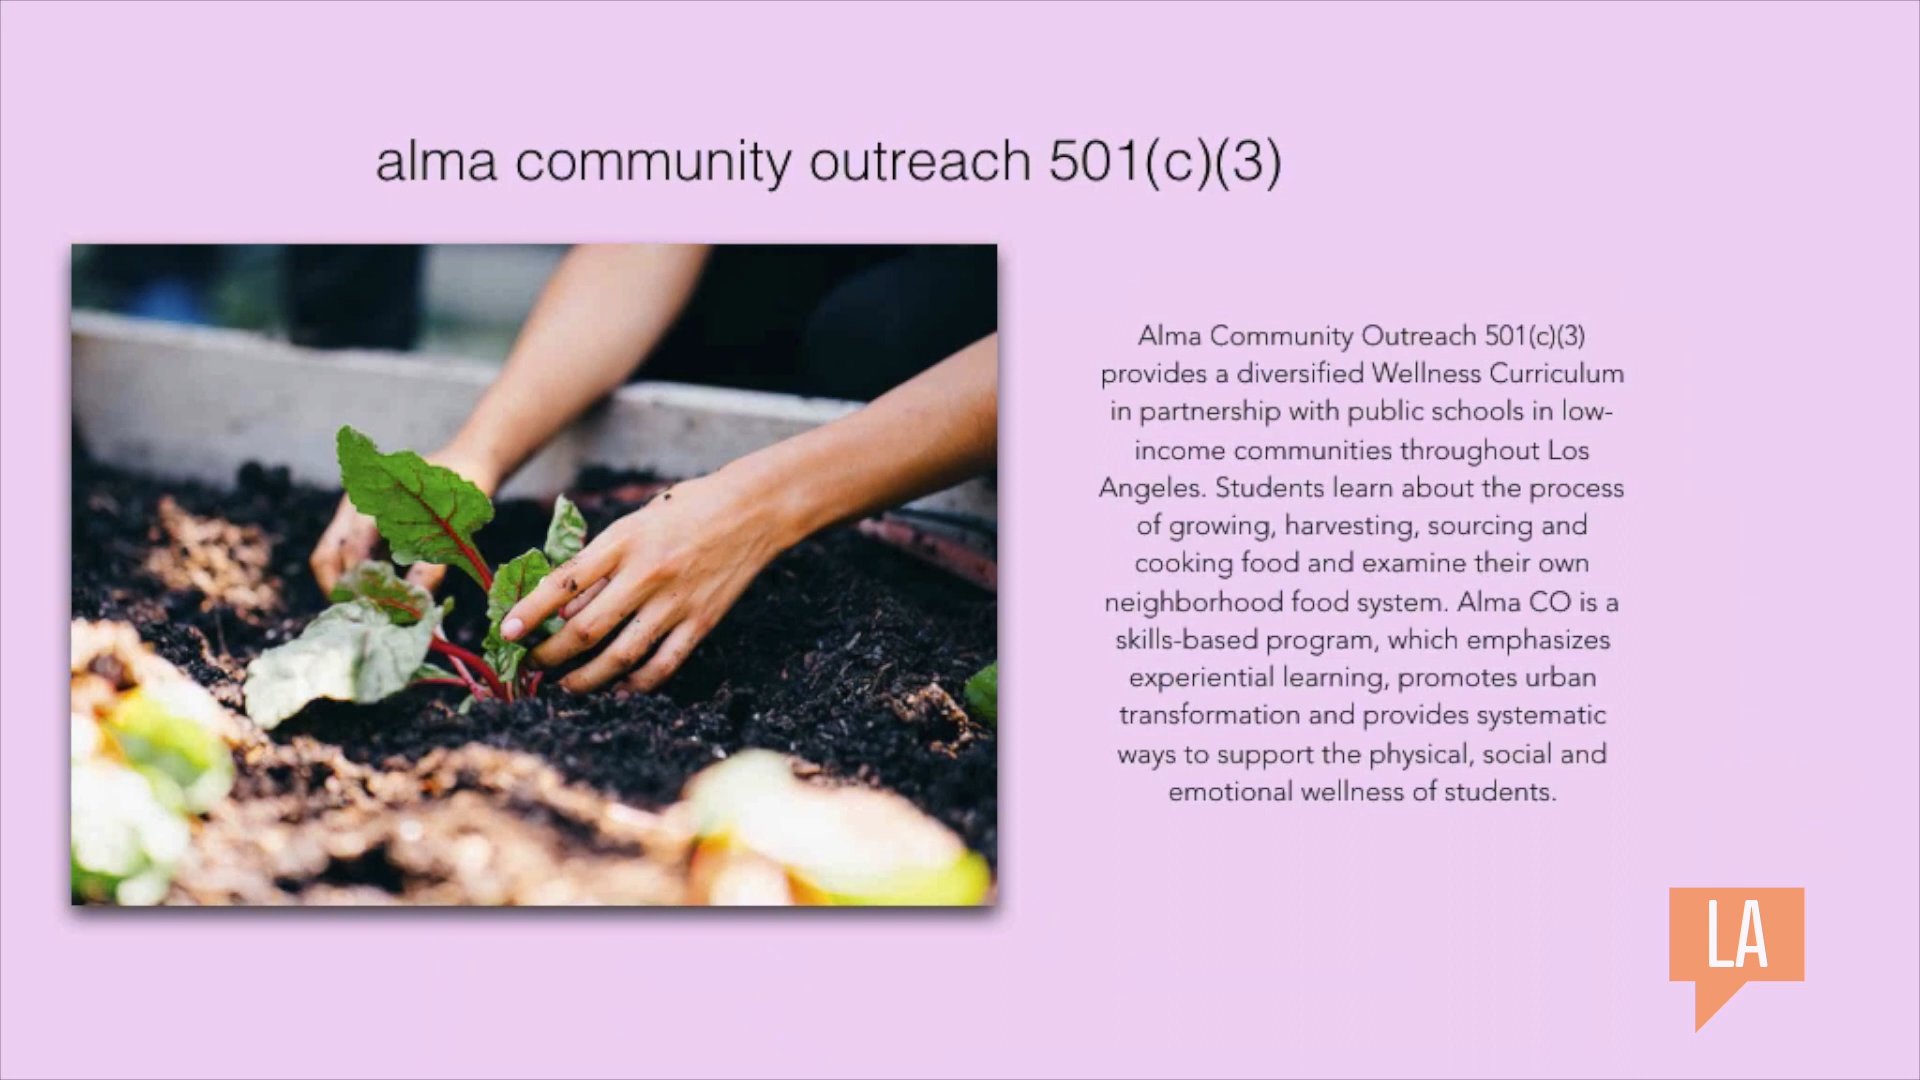 alma community outreach 501(c)(3)
Alma Community Outreach 501(c)(3)
provides a diversified Wellness Curriculum
in partnership with public schools in low-
income communities throughout Los
Angeles. Students learn about the process
of growing, harvesting, sourcing and
cooking food and examine their own
neighborhood food system. Alma CO is a
skills-based program, which emphasizes
experiential learning, promotes urban
transformation and provides systematic
ways to support the physical, social and
emotional wellness of students.
LA